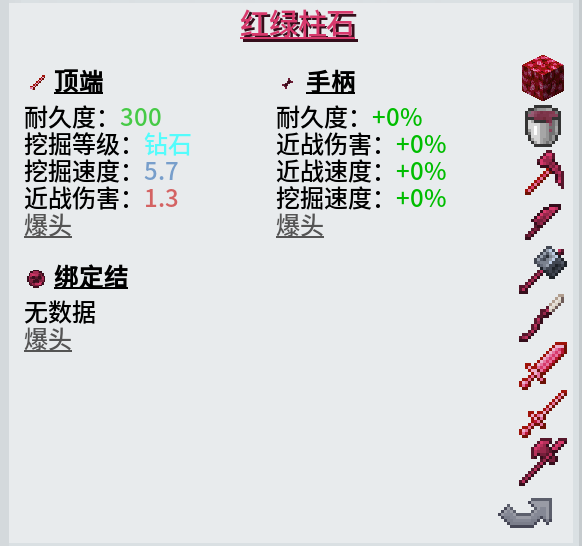 红绿柱石
顶端
耐久度：300
挖掘等级：钻石
挖掘速度：5.7
近战伤害：1.3
爆头
手柄
耐久度：+0%
近战伤害：+0%
近战速度：+0%
挖掘速度：+0%
爆头
绑定结
无数据
爆头